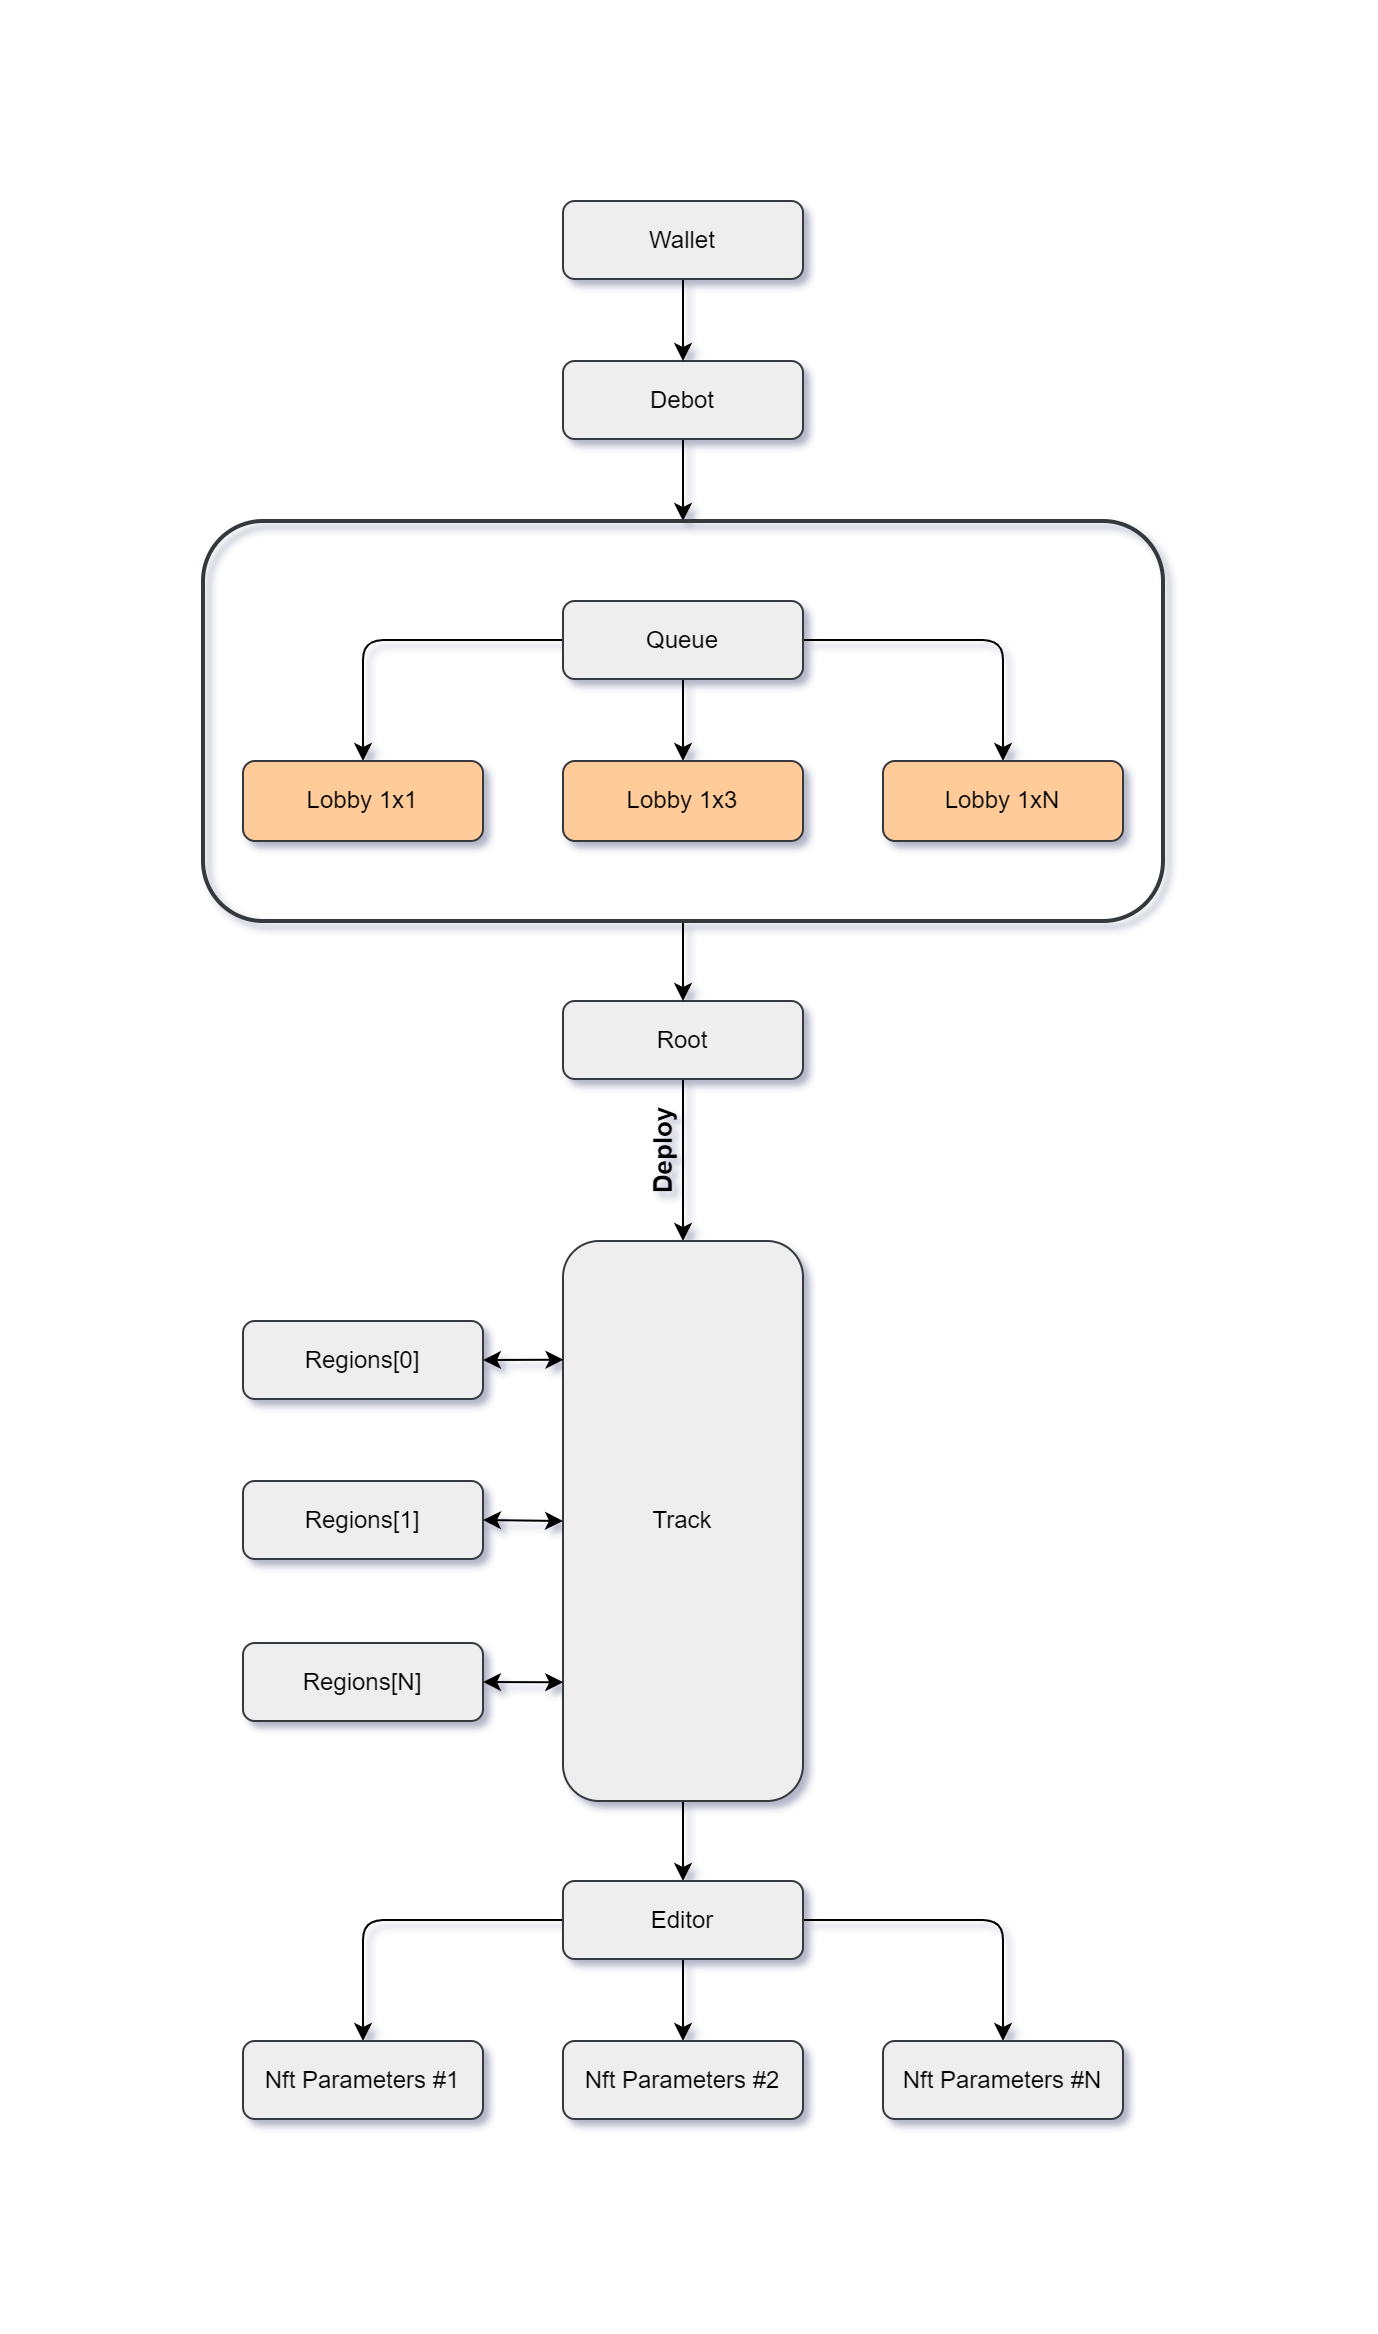 Wallet
Debot
Queue
Lobby 1x1
Lobby 1x3
Lobby 1xN
Root
Deploy
Regions[0]
Regions[1]
Track
Regions[N]
Editor
Nft Parameters #1
Nft Parameters #2
Nft Parameters #N